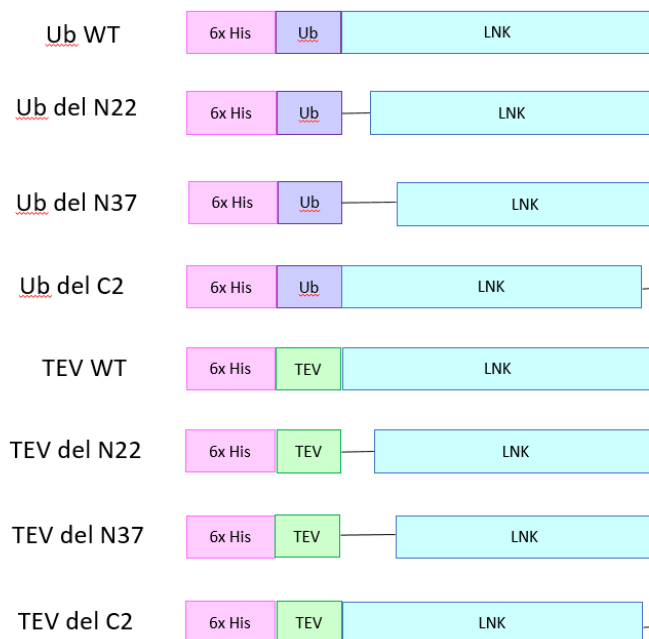 Ub WT 6x His Ub LNK
Ub del N22 6x His Ub LNK
Ub del N37 6x His Ub LNK
Ub del C2 6x His Ub LNK
TEV WT 6x His TEV LNK
TEV del N22 6x His TEV LNK
TEV del N37 6x His TEV LNK
TEV del C2 6x His TEV LNK